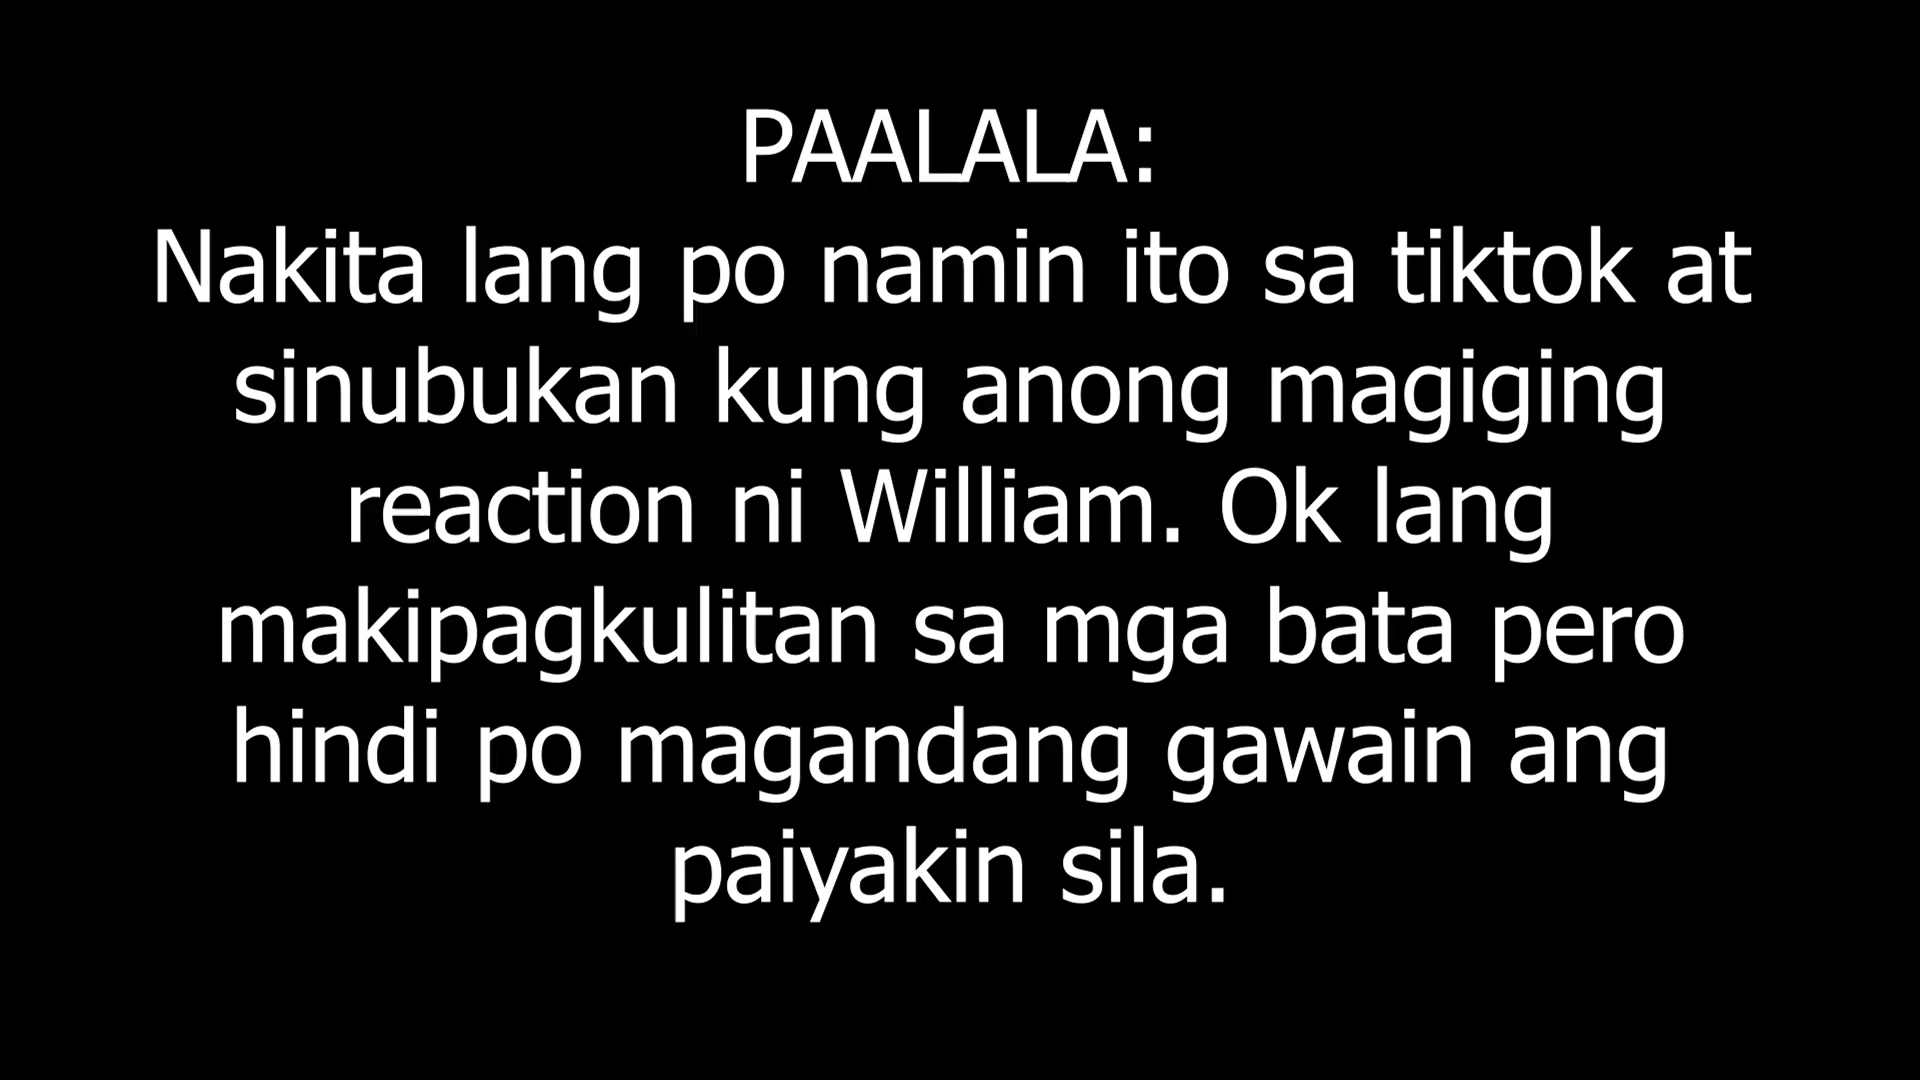 PAALALA:
Nakita lang po namin ito sa tiktok at
sinubukan kung anong magiging
reaction ni William. Ok lang
makipagkulitan sa mga bata pero
hindi po magandang gawain ang
paiyakin sila.